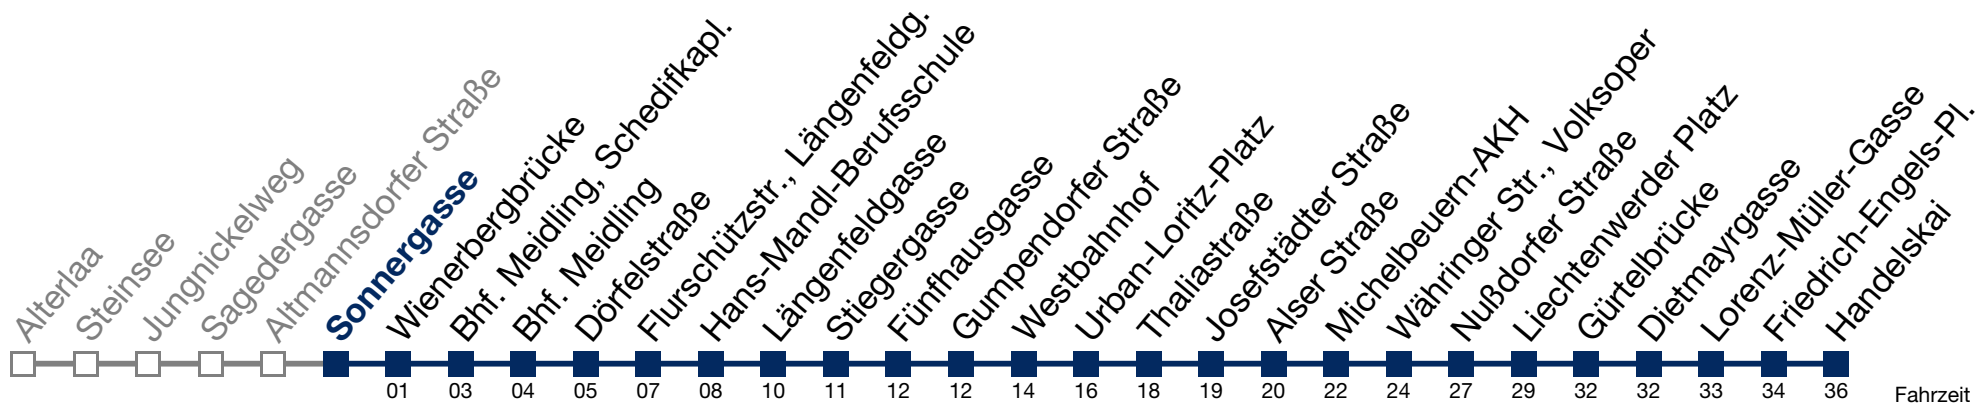 Alterlaa
Steinsee
Jungnickelweg
Sagedergasse
Altmannsdorfer Straße
Sonnergasse
Wienerbergbrücke
Bhf. Meidling, Schedifkapl.
Bhf. Meidling
Dörfelstraße
Flurschützstr., Längenfeldg.
Hans-Mandl-Berufsschule
Längenfeldgasse
Stiegergasse
Fünfhausgasse
Gumpendorfer Straße
Westbahnhof
Urban-Loritz-Platz
Thaliastraße
Josefstädter Straße
Alser Straße
Michelbeuern-AKH
Währinger Str., Volksoper
Nußdorfer Straße
Liechtenwerder Platz
Gürtelbrücke
Dietmayrgasse
Lorenz-Müller-Gasse
Friedrich-Engels-Pl.
Handelskai
01 03 04 05 07 08 10 11 12 12 14 16 18 19 20 22 24 27 29 32 32 33 34 36 Fahrzeit